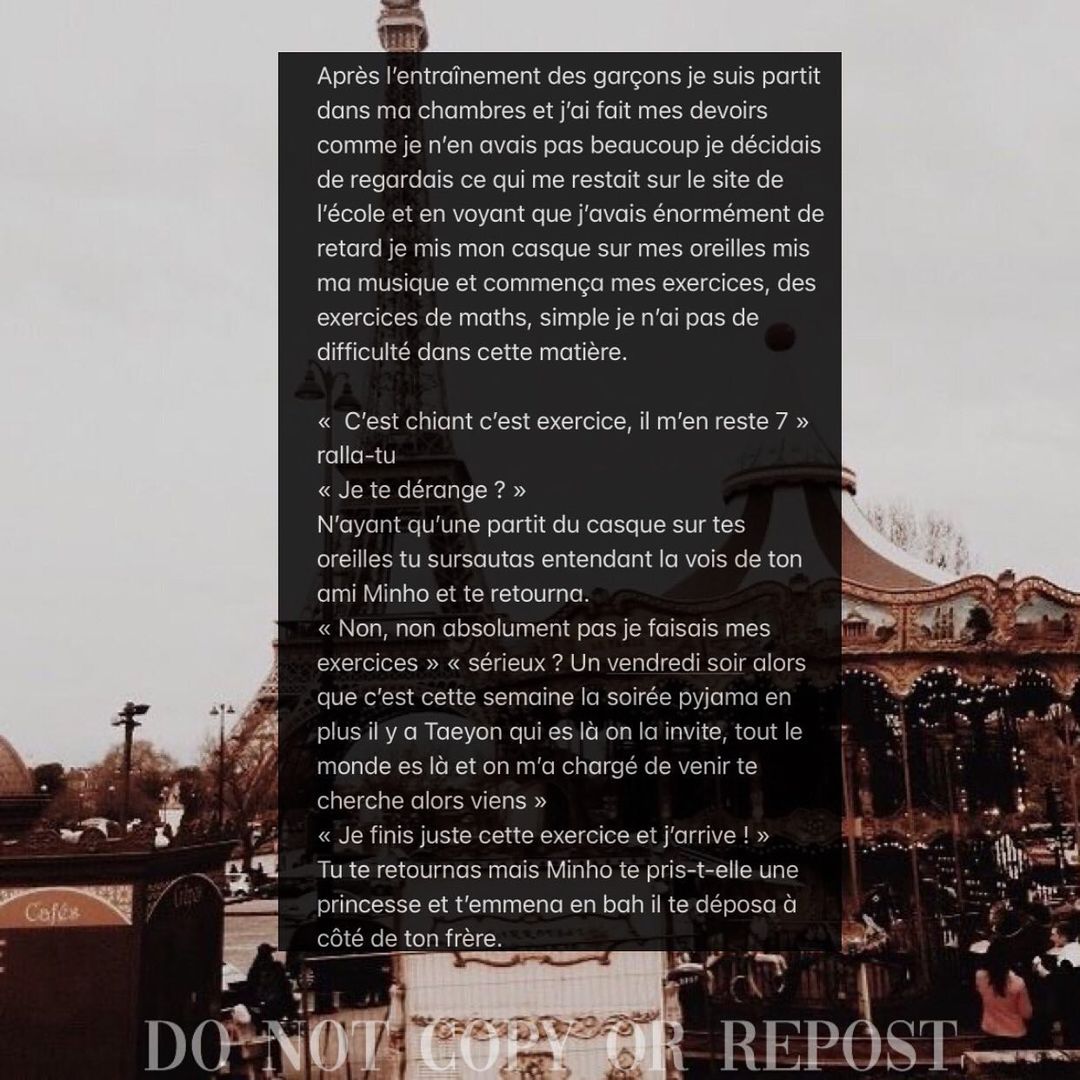 Après l’entraînement des garçons je suis partit
dans ma chambres et j’ai fait mes devoirs
comme je n’en avais pas beaucoup je décidais
de regardais ce qui me restait sur le site de
l’école et en voyant que j’avais énormément de
retard je mis mon casque sur mes oreilles mis
ma musique et commença mes exercices, des
exercices de maths, simple je n’ai pas de
difficulté dans cette matière.
«  C’est chiant c’est exercice, il m’en reste 7 »
ralla-tu
« Je te dérange ? »
N’ayant qu’une partit du casque sur tes
oreilles tu sursautas entendant la vois de ton
ami Minho et te retourna.
« Non, non absolument pas je faisais mes
exercices » « sérieux ? Un vendredi soir alors
que c’est cette semaine la soirée pyjama en
plus il y a Taeyon qui es là on la invite, tout le
monde es là et on m’a chargé de venir te
cherche alors viens »
« Je finis juste cette exercice et j’arrive ! »
Tu te retournas mais Minho te pris-t-elle une
princesse et t’emmena en bah il te déposa à
côté de ton frère.
Cafés
DO NOT COPY OR REPOST